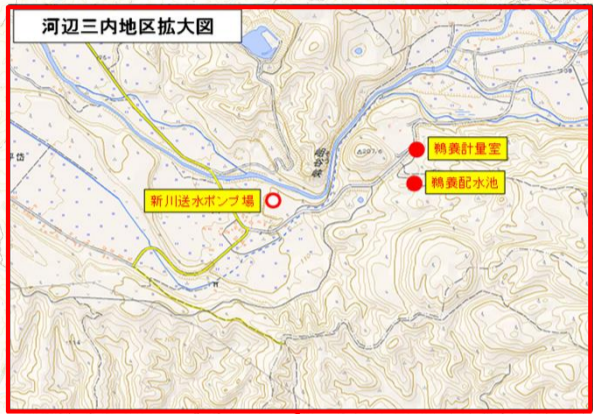 河辺三内地区拡大図
鵜養計量室
鵜養配水池
新川送水ポンプ場